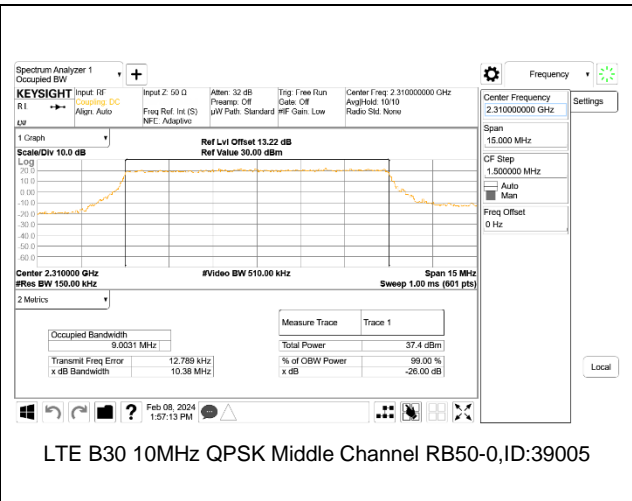 Spectrum Analyzer 1
Occupied BW
+
Frequency
KEYSIGHT
Input: RF
Coupling: DC
Align: Auto
Input Z: 50 Ω
Freq Ref: Int (S)
NFE: Adaptive
Atten: 32 dB
Preamp: Off
µW Path: Standard
Trig: Free Run
Gate: Off
#IF Gain: Low
Center Freq: 2.310000000 GHz
Avg|Hold: 10/10
Radio Std: None
Center Frequency
2.310000000 GHz
Settings
Span
15.000 MHz
CF Step
1.500000 MHz
Auto
Man
Freq Offset
0 Hz
1 Graph
Scale/Div 10.0 dB
Ref Lvl Offset 13.22 dB
Ref Value 30.00 dBm
Log
20.0
10.0
0.00
-10.0
-20.0
-30.0
-40.0
-50.0
-60.0
Center 2.310000 GHz
#Res BW 150.00 kHz
#Video BW 510.00 kHz
Span 15 MHz
Sweep 1.00 ms (601 pts)
2 Metrics
Measure Trace
Trace 1
Occupied Bandwidth
9.0031 MHz
Total Power
37.4 dBm
Transmit Freq Error
12.789 kHz
% of OBW Power
99.00 %
x dB Bandwidth
10.38 MHz
x dB
-26.00 dB
Local
?
Feb 08, 2024
1:57:13 PM
LTE B30 10MHz QPSK Middle Channel RB50-0,ID:39005